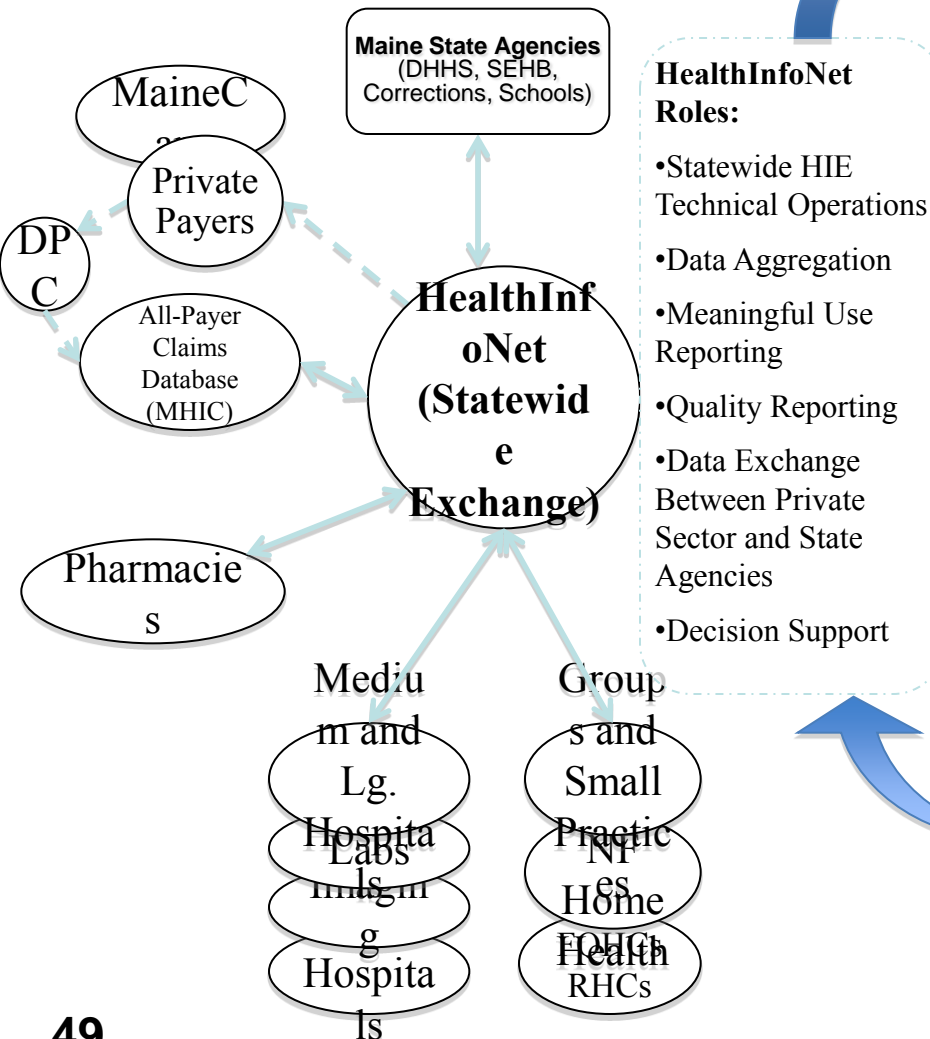 Maine State Agencies
(DHHS, SEHB,
Corrections, Schools)
MaineC
Private
Payers
DP
C
All-Payer
Claims
Database
(MHIC)
HealthInf
oNet
(Statewid
e
Exchange)
Pharmacie
s
Mediu
m and
Lg.
Hospita
ls
Labs
g
Hospita
ls
Group
s and
Small
Practic
es
NF
Home
Health
FQHCs
RHCs
HealthInfoNet
Roles:
•Statewide HIE
Technical Operations
•Data Aggregation
•Meaningful Use
Reporting
•Quality Reporting
•Data Exchange
Between Private
Sector and State
Agencies
•Decision Support
49